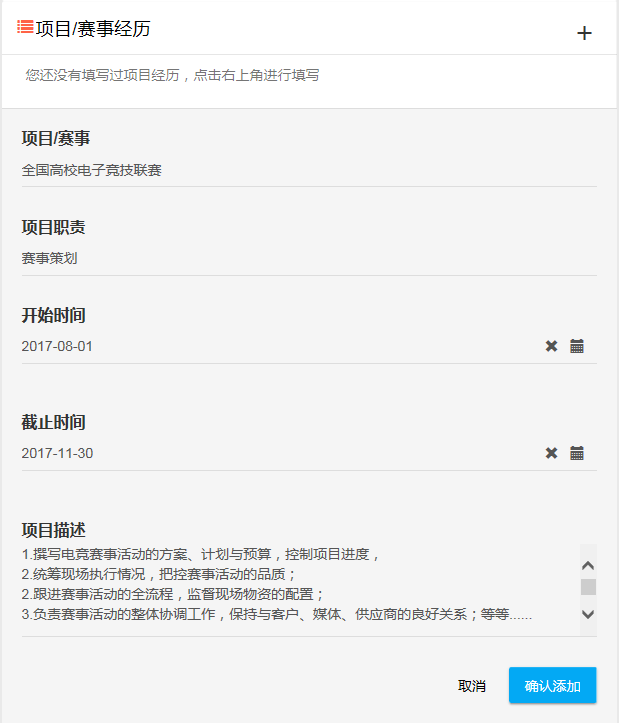 项目/赛事经历
您还没有填写过项目经历，点击右上角进行填写
项目/赛事
全国高校电子竞技联赛
项目职责
赛事策划
开始时间
2017-08-01
截止时间
2017-11-30
项目描述
1.撰写电竞赛事活动的方案、计划与预算，控制项目进度，
2.统筹现场执行情况，把控赛事活动的品质；
2.跟进赛事活动的全流程，监督现场物资的配置；
3.负责赛事活动的整体协调工作，保持与客户、媒体、供应商的良好关系；等等......
取消
确认添加